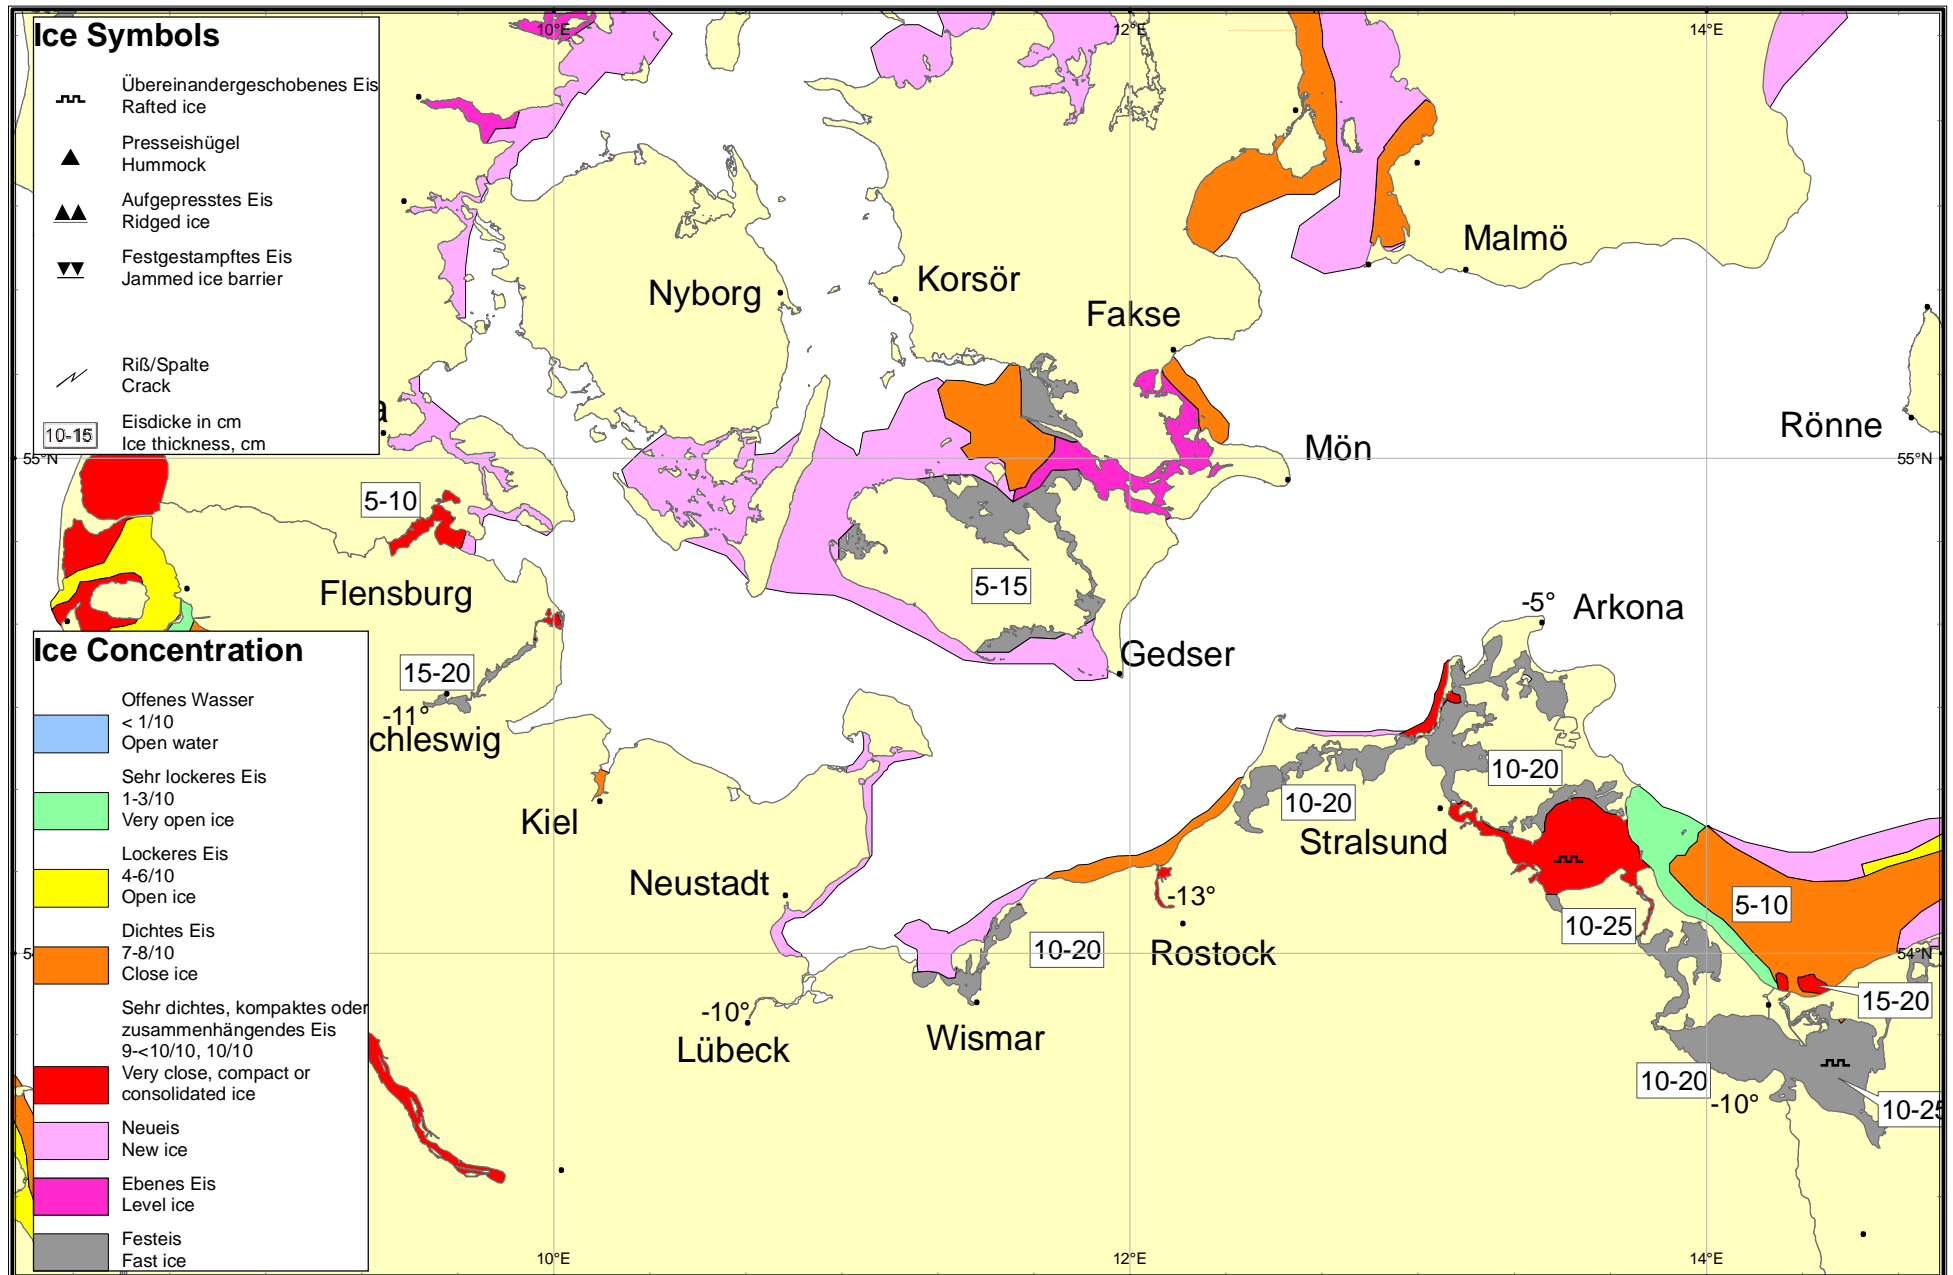 Ice Symbols
Übereinandergeschobenes Eis
Rafted ice
Presseishügel
Hummock
Aufgepresstes Eis
Ridged ice
Festgestampftes Eis
Jammed ice barrier
Riß/Spalte
Crack
10-15
Eisdicke in cm
Ice thickness, cm
Ice Concentration
Offenes Wasser
< 1/10
Open water
Sehr lockeres Eis
1-3/10
Very open ice
Lockeres Eis
4-6/10
Open ice
Dichtes Eis
7-8/10
Close ice
Sehr dichtes, kompaktes oder
zusammenhängendes Eis
9-<10/10, 10/10
Very close, compact or
consolidated ice
Neueis
New ice
Ebenes Eis
Level ice
Festeis
Fast ice
10°E
12°E
14°E
Malmö
Korsör
Nyborg
Fakse
a
Rönne
Mön
55°N
55°N
5-10
5-15
Flensburg
-5°
Arkona
Gedser
15-20
-11°
chleswig
10-20
10-20
Kiel
Stralsund
Neustadt
-13°
5-10
10-25
10-20
Rostock
5
54°N
15-20
-10°
Lübeck
Wismar
10-20
-10°
10-25
10°E
12°E
14°E